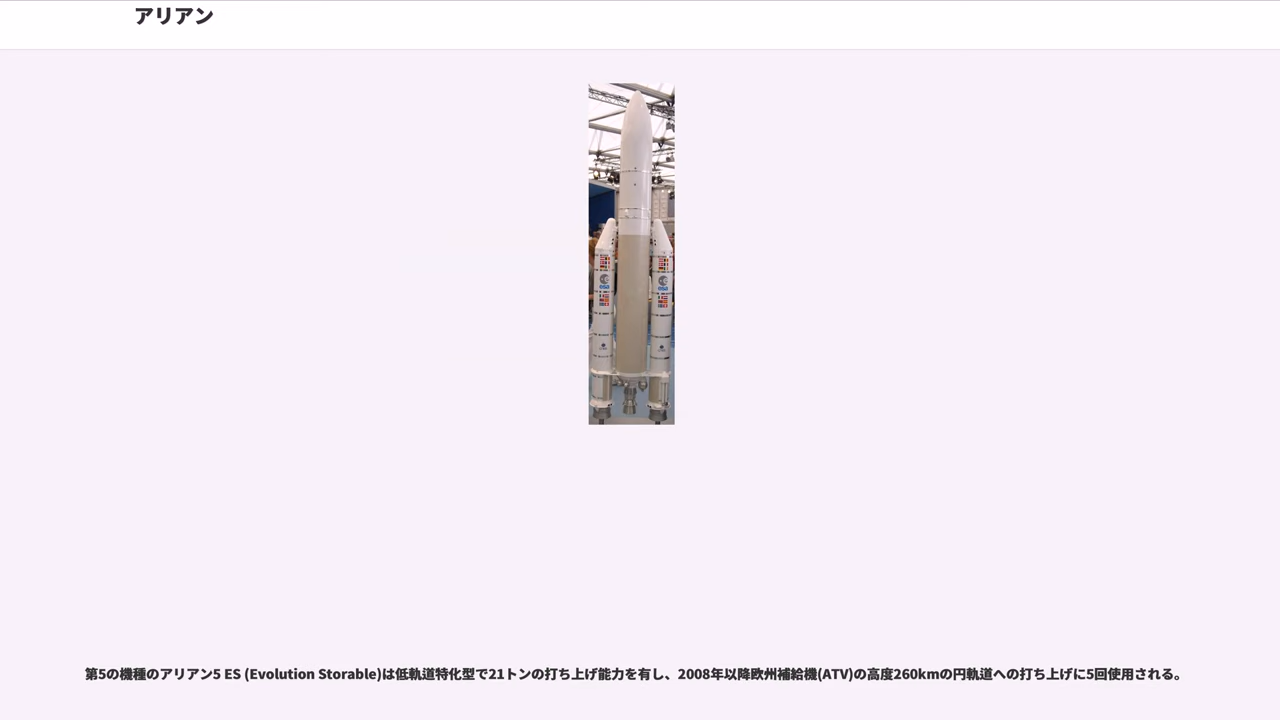 アリアン
esa
esa
第5の機種のアリアン5 ES (Evolution Storable)は低軌道特化型で21トンの打ち上げ能力を有し、2008年以降欧州補給機(ATV)の高度260kmの円軌道への打ち上げに5回使用される。